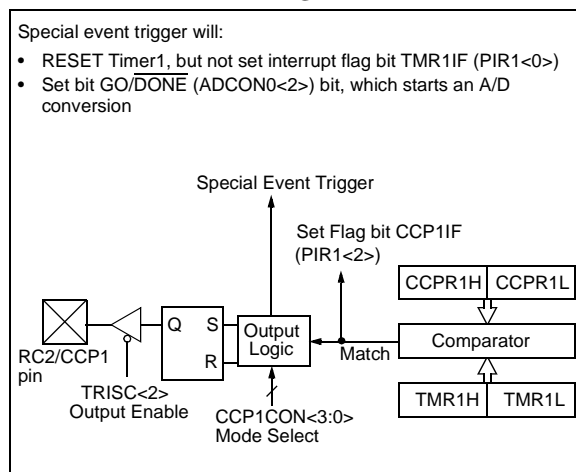 Special event trigger will:
• RESET Timer1, but not set interrupt flag bit TMR1IF (PIR1<0>)
• Set bit GO/DONE (ADCON0<2>) bit, which starts an A/D
conversion
Special Event Trigger
Set Flag bit CCP1IF
(PIR1<2>)
CCPR1H CCPR1L
Q S
R
Output
Logic
Match
Comparator
RC2/CCP1
pin
TRISC<2>
Output Enable
CCP1CON<3:0>
Mode Select
TMR1H TMR1L